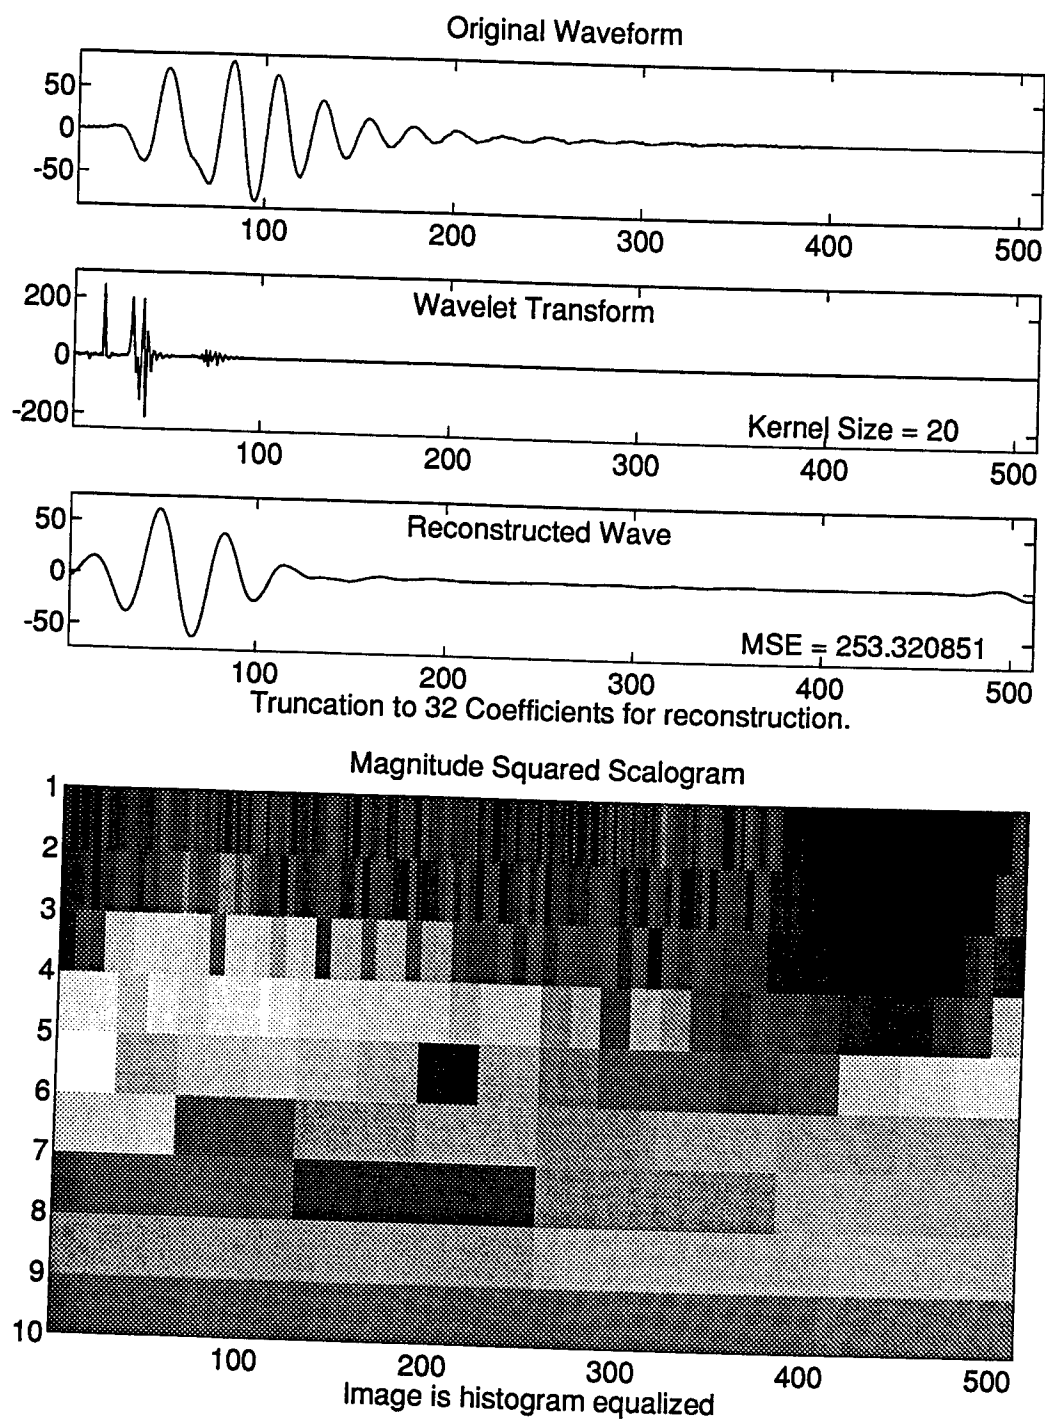 Original Waveform
50
0
-50
100 200 300 400 500
Wavelet Transform
200
0
-200
Kernel Size = 20
100 200 300 400 500
Reconstructed Wave
50
0
-50
MSE = 253.320851
100 200 300 400 500
Truncation to 32 Coefficients for reconstruction.
Magnitude Squared Scalogram
1
2
3
4
5
6
7
8
9
10
100 200 300 400 500
Image is histogram equalized